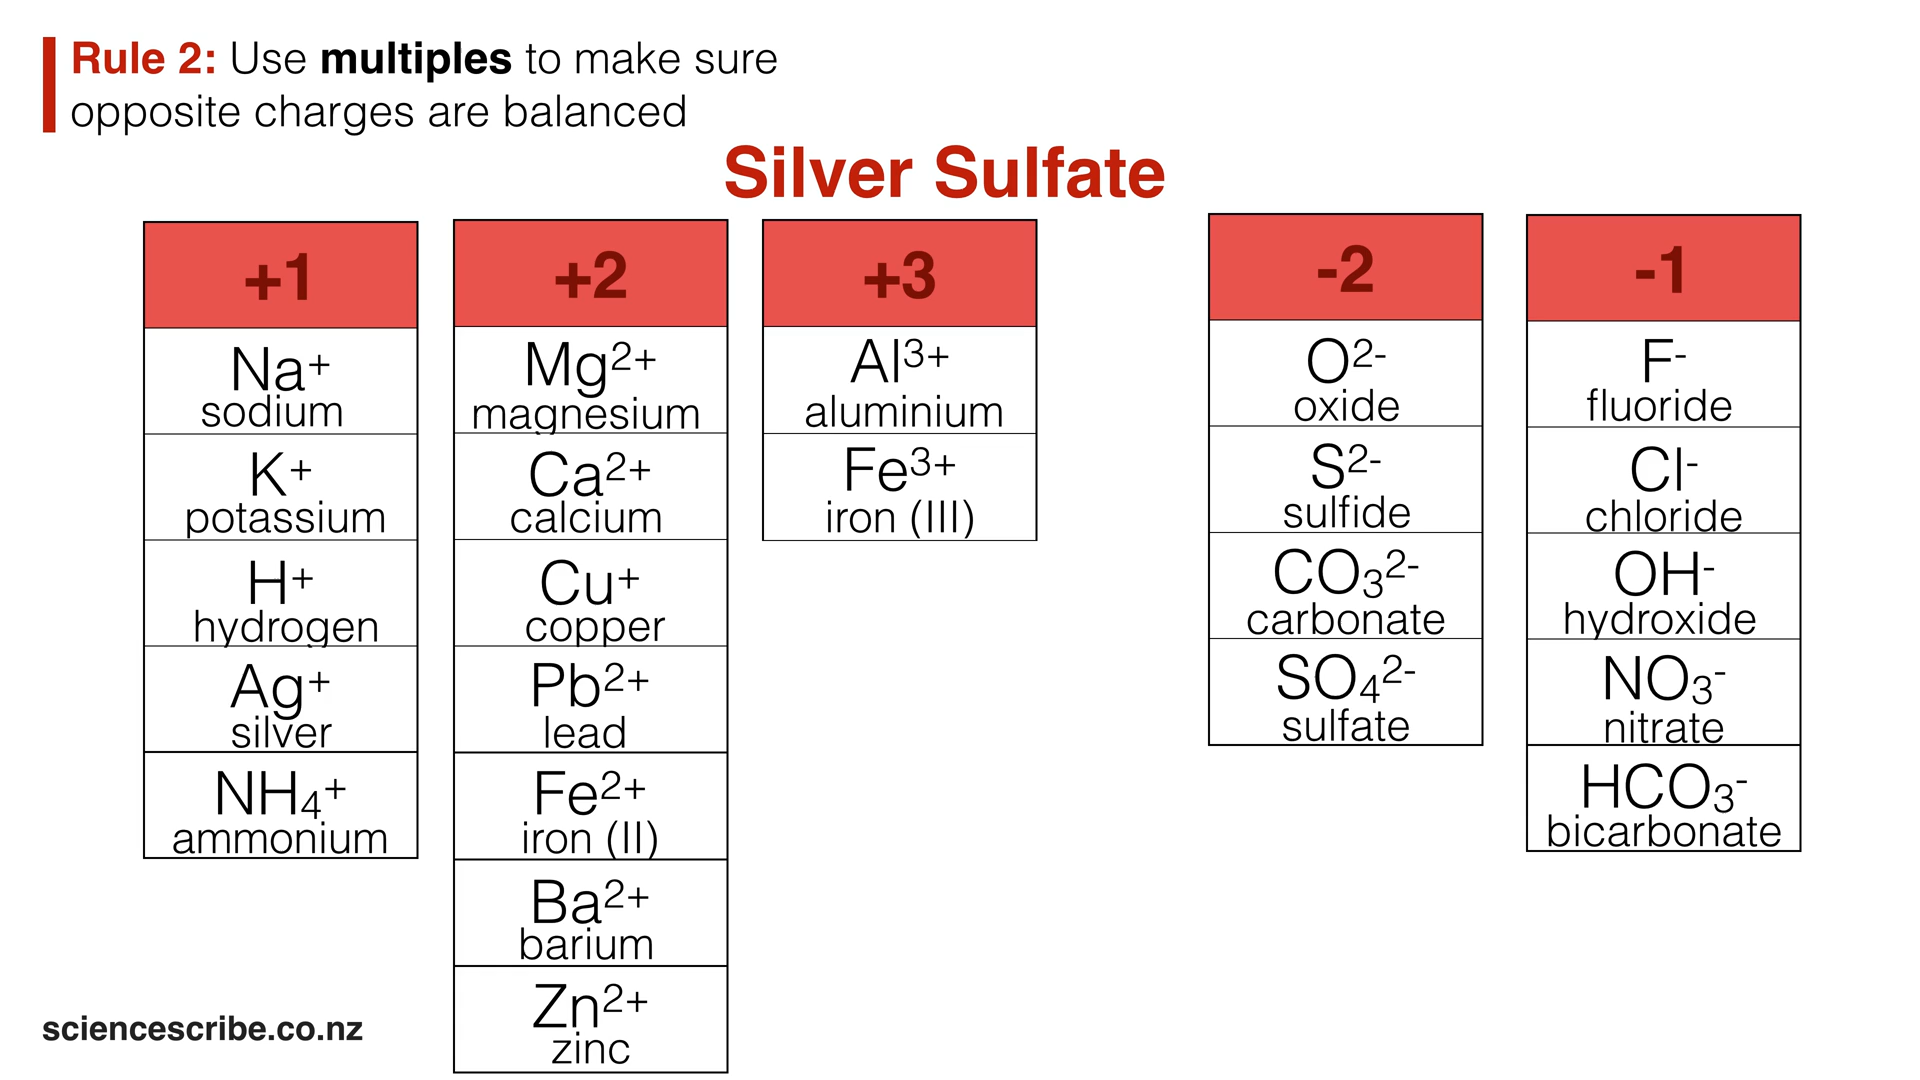 Rule 2: Use multiples to make sure
opposite charges are balanced
Silver Sulfate
+1
Na⁺
sodium
K⁺
potassium
H⁺
hydrogen
Ag⁺
silver
NH₄⁺
ammonium
+2
Mg²⁺
magnesium
Ca²⁺
calcium
Cu⁺
copper
Pb²⁺
lead
Fe²⁺
iron (II)
Ba²⁺
barium
Zn²⁺
zinc
+3
Al³⁺
aluminium
Fe³⁺
iron (III)
-2
O²⁻
oxide
S²⁻
sulfide
CO₃²⁻
carbonate
SO₄²⁻
sulfate
-1
F⁻
fluoride
Cl⁻
chloride
OH⁻
hydroxide
NO₃⁻
nitrate
HCO₃⁻
bicarbonate
sciencescribe.co.nz